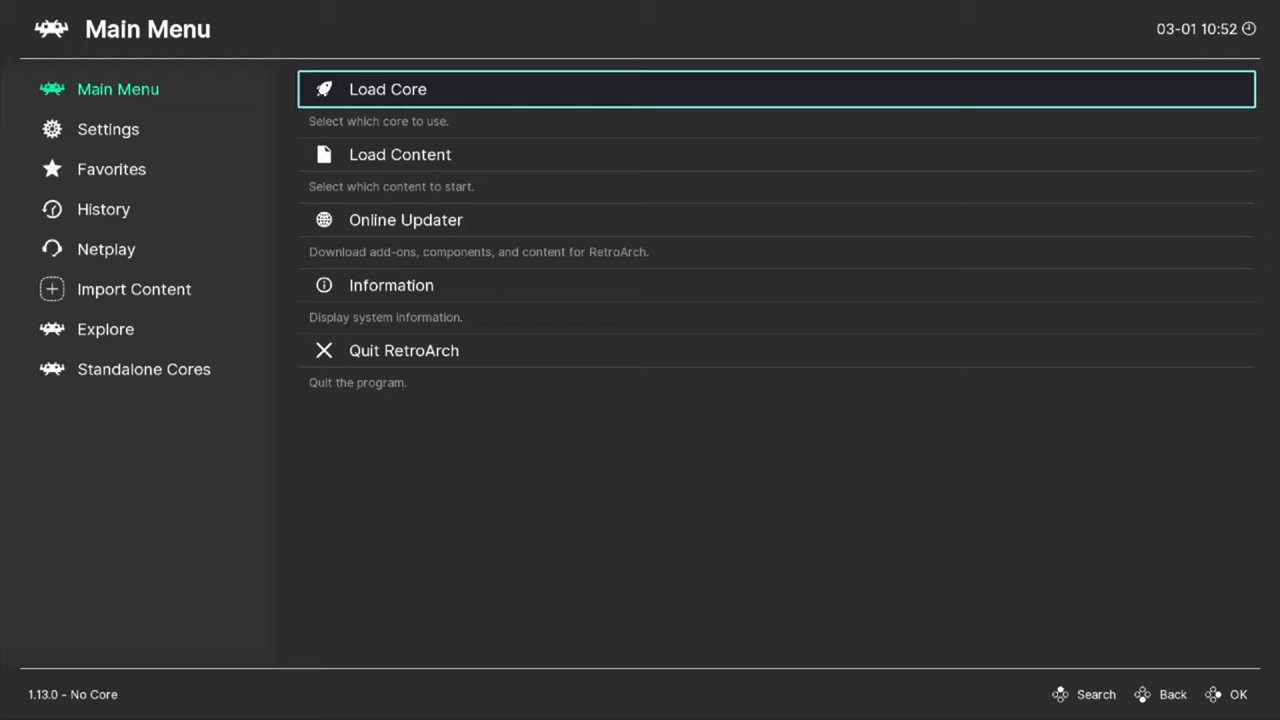 Main Menu
03-01 10:52
Main Menu
Settings
Favorites
History
Netplay
Import Content
Explore
Standalone Cores
Load Core
Select which core to use.
Load Content
Select which content to start.
Online Updater
Download add-ons, components, and content for RetroArch.
Information
Display system information.
Quit RetroArch
Quit the program.
1.13.0 - No Core
Search
Back
OK